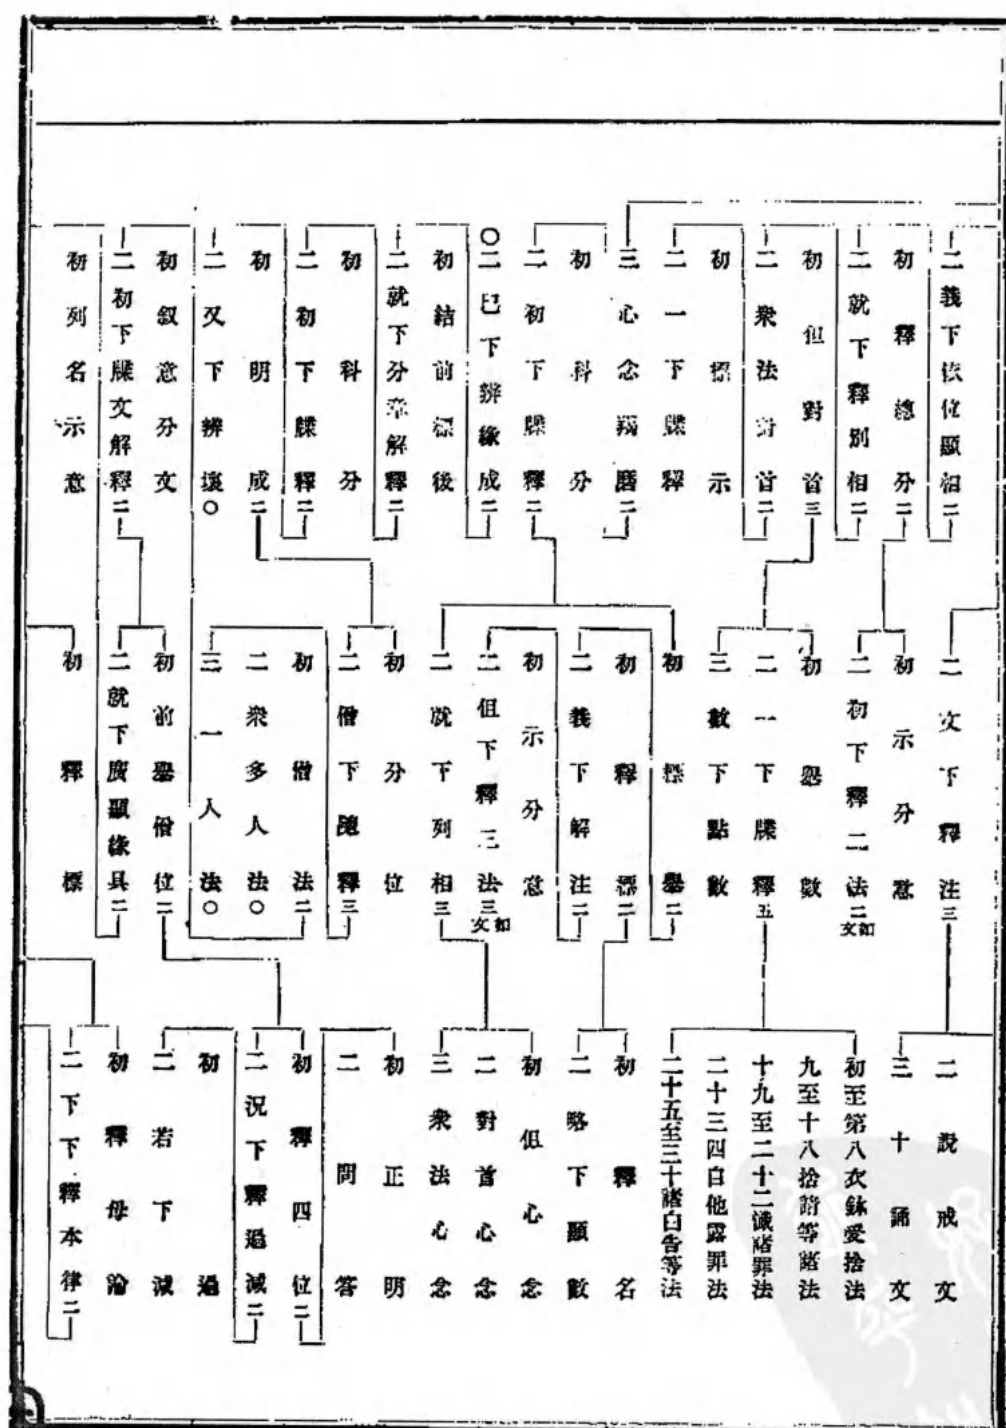 二義下依位顯相二
初釋總分二
二就下釋別相二
初但對首三
二衆法對首二
初標示
二一下牒釋
三心念羯磨二
初科分
二初下牒釋二
○二巳下辨緣成二
初結前標後
二就下分章解釋二
初科分
二初下牒釋二
初明成二
二又下辨壞○
初叙意分文
二初下牒文解釋二
初列名示意
二文下釋注三
初示分意
二初下釋二法二如文
初舉數
二一下牒釋五
三數下點數
初標舉二
初釋標二
二義下解注二
初示分意
二但下釋三法三如文
二就下列相三
初分位
二僧下隨釋三
初僧法二
二衆多人法○
三一人法○
初前舉僧位二
二就下廣顯緣具二
初釋標
二説戒文
三十誦文
初至第八衣鉢受捨法
九至十八捨請等諸法
十九至二十二懺諸罪法
二十三四白他露罪法
二十五至三十諸白告等法
初釋名
二略下顯數
初但心念
二對首心念
三衆法心念
初正明
二問答
初釋四位二
二況下釋過減二
初過
二若下減
初釋母論
二下下釋本律二